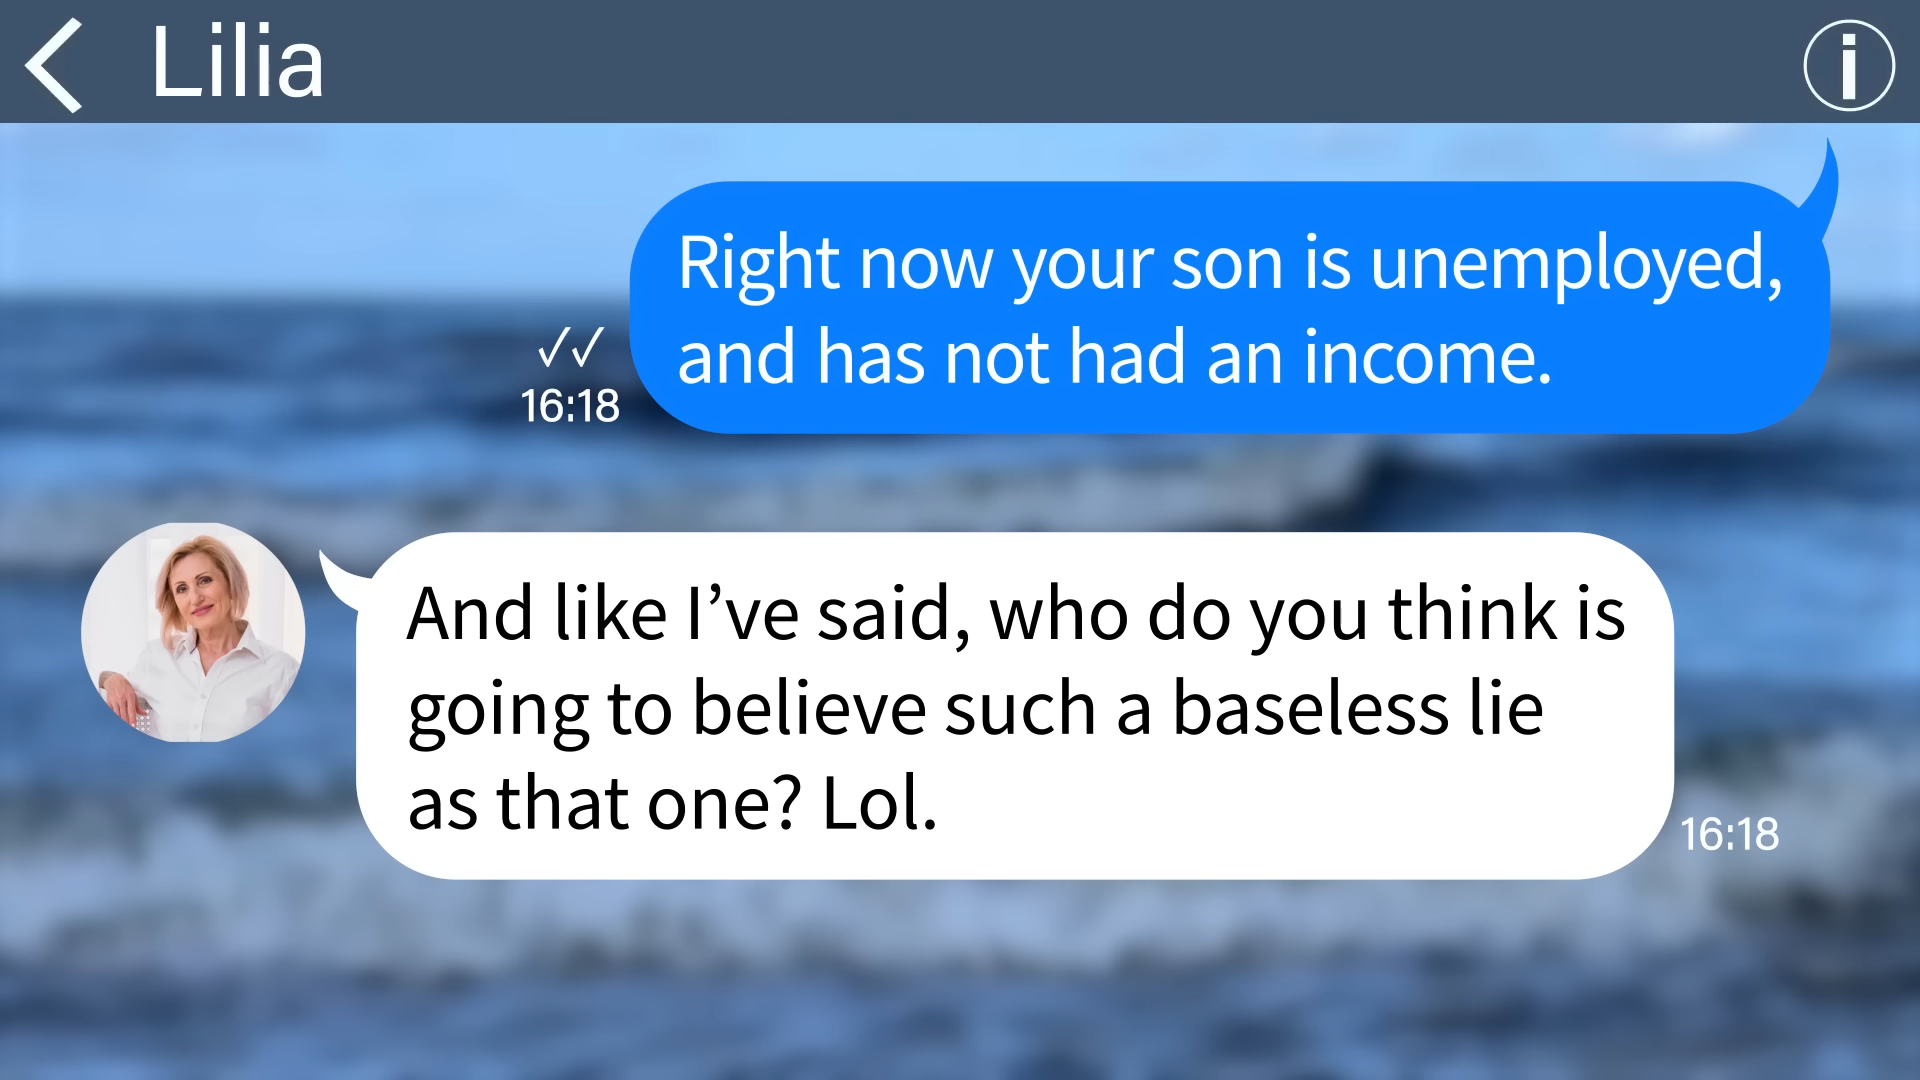 Lilia
Right now your son is unemployed,
and has not had an income.
16:18
And like I’ve said, who do you think is
going to believe such a baseless lie
as that one? Lol.
16:18